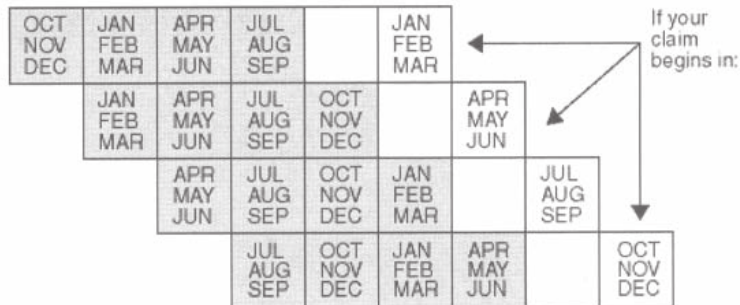 OCT JAN APR JUL JAN
NOV FEB MAY AUG FEB
DEC MAR JUN SEP MAR
If your
claim
begins in:
JAN APR JUL OCT APR
FEB MAY AUG NOV MAY
MAR JUN SEP DEC JUN
APR JUL OCT JAN JUL
MAY AUG NOV FEB AUG
JUN SEP DEC MAR SEP
JUL OCT JAN APR OCT
AUG NOV FEB MAY NOV
SEP DEC MAR JUN DEC